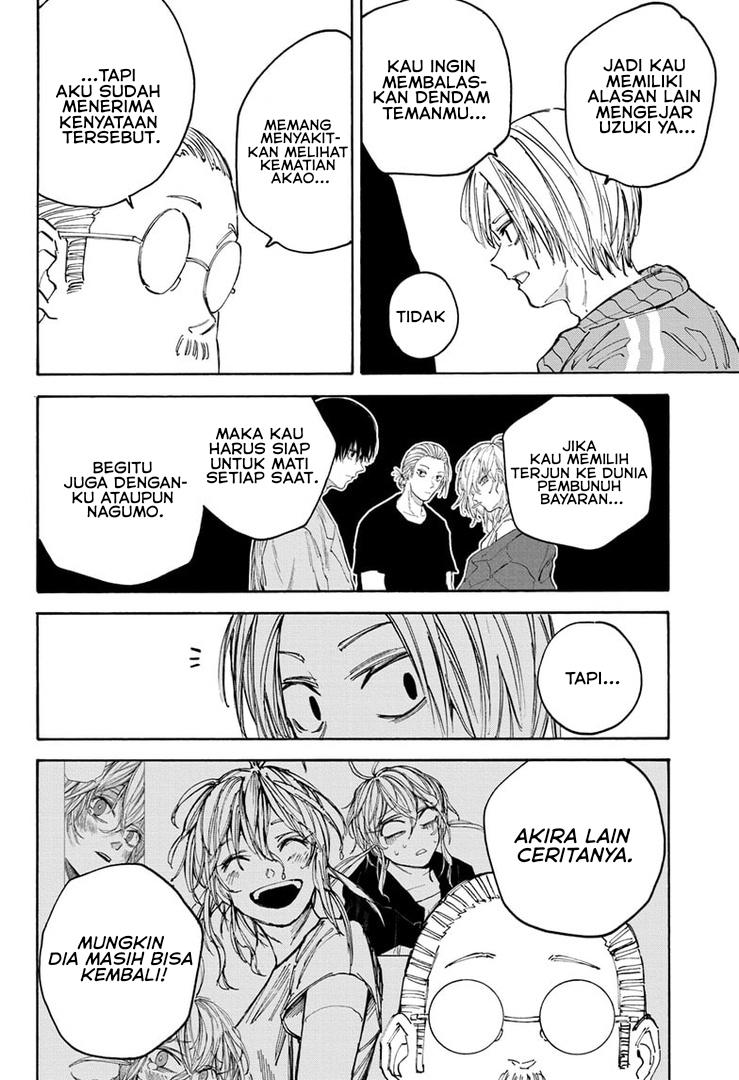 JADI KAU
MEMILIKI
ALASAN LAIN
MENGEJAR
UZUKI YA...
KAU INGIN
MEMBALAS-
KAN DENDAM
TEMANMU...
TIDAK
MEMANG
MENYAKIT-
KAN MELIHAT
KEMATIAN
AKAO...
...TAPI
AKU SUDAH
MENERIMA
KENYATAAN
TERSEBUT.
JIKA
KAU MEMILIH
TERJUN KE DUNIA
PEMBUNUH
BAYARAN...
MAKA KAU
HARUS SIAP
UNTUK MATI
SETIAP SAAT.
BEGITU
JUGA DENGAN-
KU ATAUPUN
NAGUMO.
TAPI...
AKIRA LAIN
CERITANYA.
MUNGKIN
DIA MASIH BISA
KEMBALI!